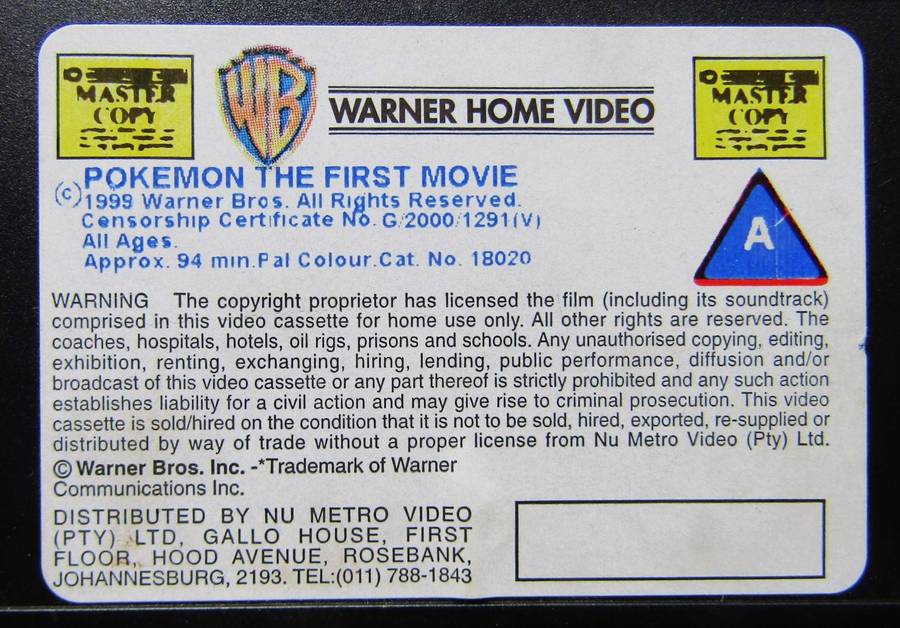 MASTER
COPY
WB
WARNER HOME VIDEO
MASTER
COPY
POKEMON THE FIRST MOVIE
(c) 1999 Warner Bros. All Rights Reserved.
Censorship Certificate No. G/2000/1291(V)
All Ages.
Approx. 94 min.Pal Colour.Cat. No. 18020
A
WARNING The copyright proprietor has licensed the film (including its soundtrack)
comprised in this video cassette for home use only. All other rights are reserved. The
coaches, hospitals, hotels, oil rigs, prisons and schools. Any unauthorised copying, editing,
exhibition, renting, exchanging, hiring, lending, public performance, diffusion and/or
broadcast of this video cassette or any part thereof is strictly prohibited and any such action
establishes liability for a civil action and may give rise to criminal prosecution. This video
cassette is sold/hired on the condition that it is not to be sold, hired, exported, re-supplied or
distributed by way of trade without a proper license from Nu Metro Video (Pty) Ltd.
© Warner Bros. Inc. -*Trademark of Warner
Communications Inc.
DISTRIBUTED BY NU METRO VIDEO
(PTY) LTD, GALLO HOUSE, FIRST
FLOOR, HOOD AVENUE, ROSEBANK,
JOHANNESBURG, 2193. TEL:(011) 788-1843